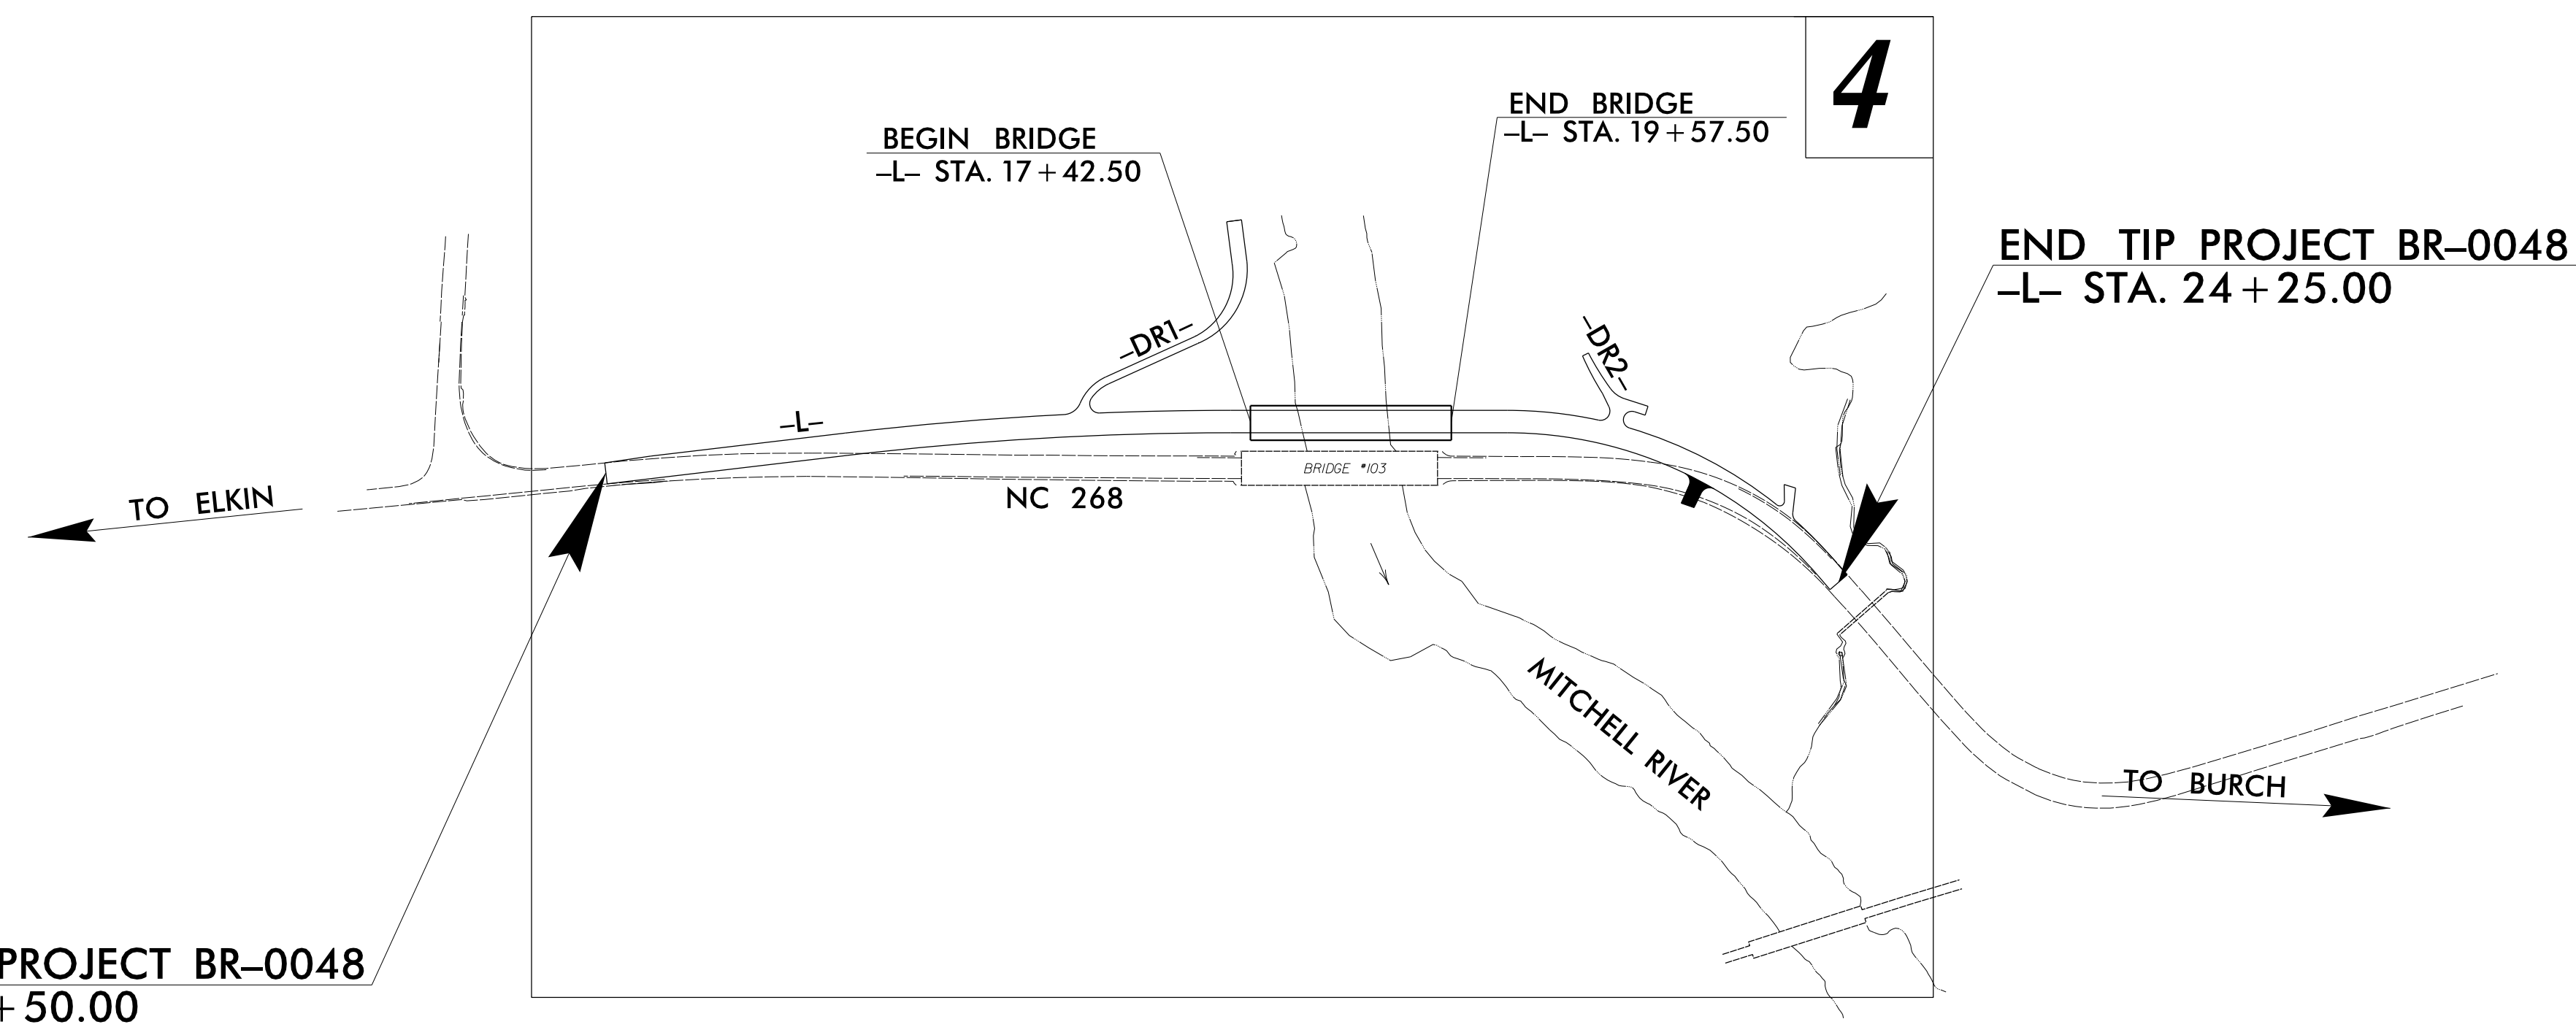 4
END BRIDGE
–L– STA. 19+57.50
BEGIN BRIDGE
–L– STA. 17+42.50
END TIP PROJECT BR–0048
–L– STA. 24+25.00
–DR1–
–DR2–
–L–
BRIDGE #103
NC 268
TO ELKIN
MITCHELL RIVER
TO BURCH
PROJECT BR–0048
+50.00